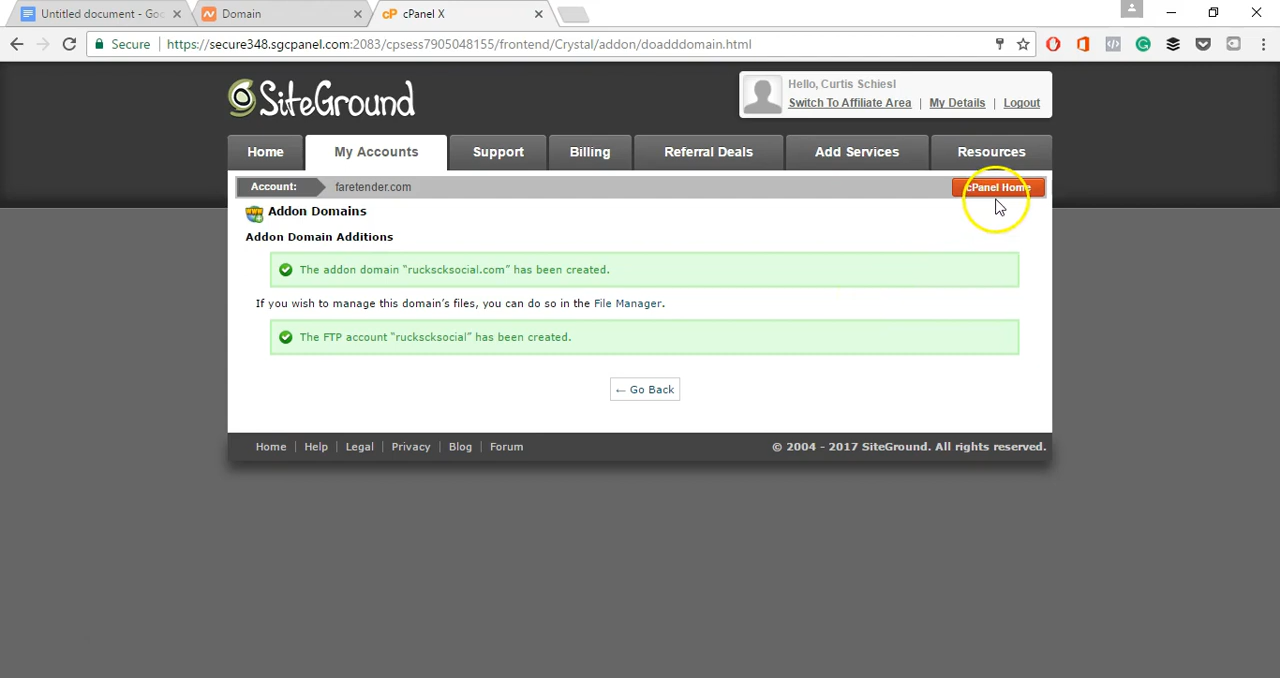 Untitled document - Goo
Domain
cP cPanel X
Secure https://secure348.sgcpanel.com:2083/cpsess7905048155/frontend/Crystal/addon/doadddomain.html
SiteGround
Hello, Curtis Schiesl
Switch To Affiliate Area | My Details | Logout
Home My Accounts Support Billing Referral Deals Add Services Resources
Account: faretender.com cPanel Home
Addon Domains
Addon Domain Additions
The addon domain “ruckscksocial.com” has been created.
If you wish to manage this domain’s files, you can do so in the File Manager.
The FTP account “ruckscksocial” has been created.
← Go Back
Home | Help | Legal | Privacy | Blog | Forum © 2004 - 2017 SiteGround. All rights reserved.